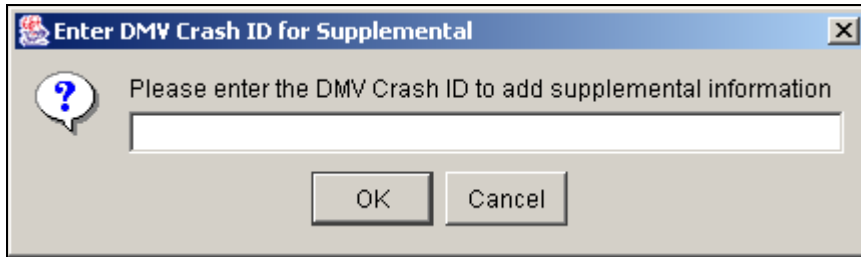 Enter DMV Crash ID for Supplemental
Please enter the DMV Crash ID to add supplemental information
OK Cancel